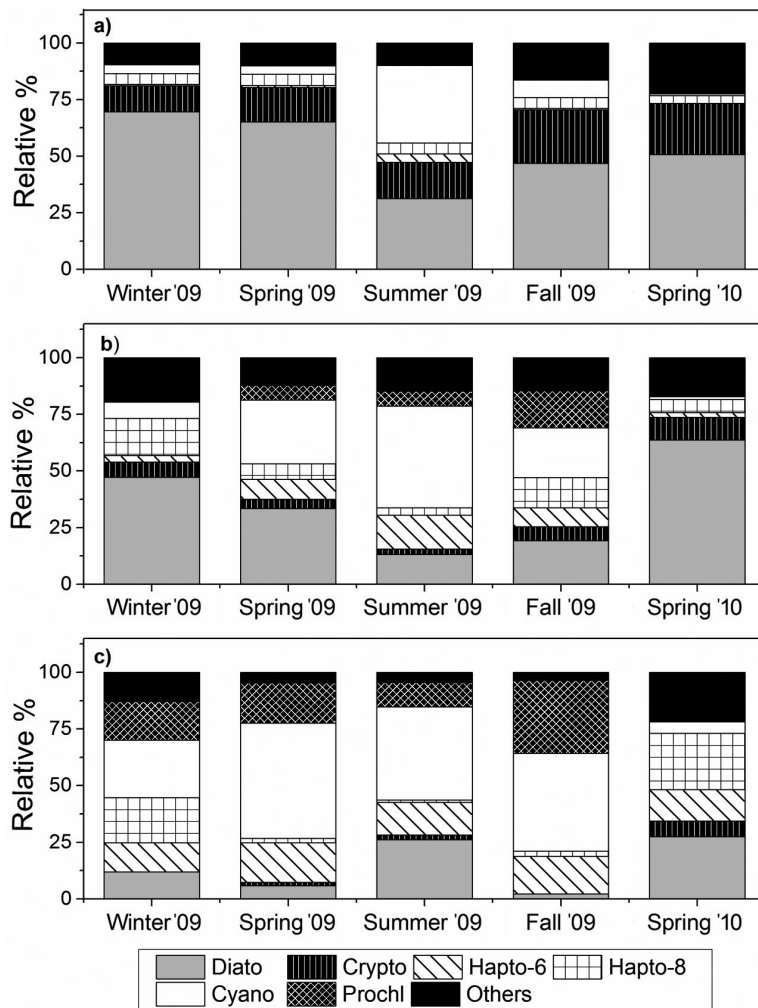 a)
100
75
50
25
0
Relative %
Winter '09 Spring '09 Summer '09 Fall '09 Spring '10
b)
100
75
50
25
0
Relative %
Winter '09 Spring '09 Summer '09 Fall '09 Spring '10
c)
100
75
50
25
0
Relative %
Winter '09 Spring '09 Summer '09 Fall '09 Spring '10
Diato Crypto Hapto-6 Hapto-8
Cyano Prochl Others